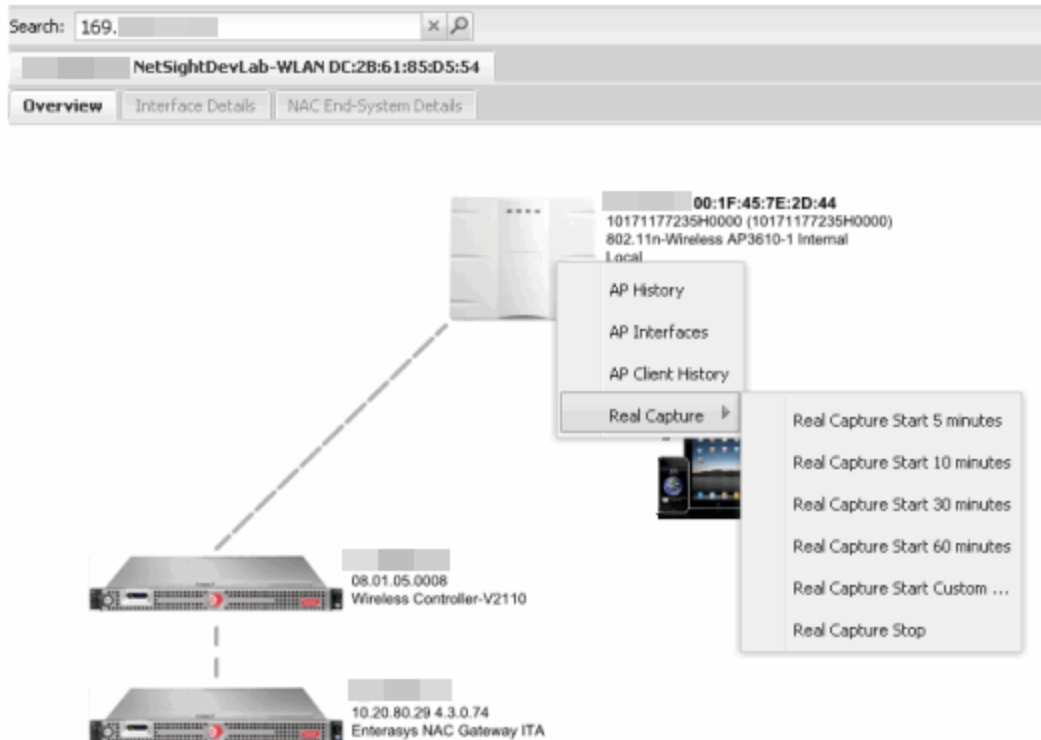 Search: 169.
NetSightDevLab-WLAN DC:2B:61:85:D5:54
Overview
Interface Details
NAC End-System Details
00:1F:45:7E:2D:44
10171177235H0000 (10171177235H0000)
802.11n-Wireless AP3610-1 Internal
Local
AP History
AP Interfaces
AP Client History
Real Capture
Real Capture Start 5 minutes
Real Capture Start 10 minutes
Real Capture Start 30 minutes
Real Capture Start 60 minutes
Real Capture Start Custom ...
Real Capture Stop
08.01.05.0008
Wireless Controller-V2110
10.20.80.29 4.3.0.74
Enterasys NAC Gateway ITA